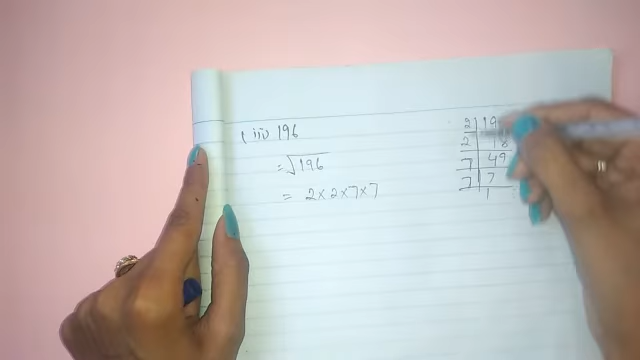 (iii) 196
= √196
= 2×2×7×7
2 | 19
2 | 98
7 | 49
7 | 7
1